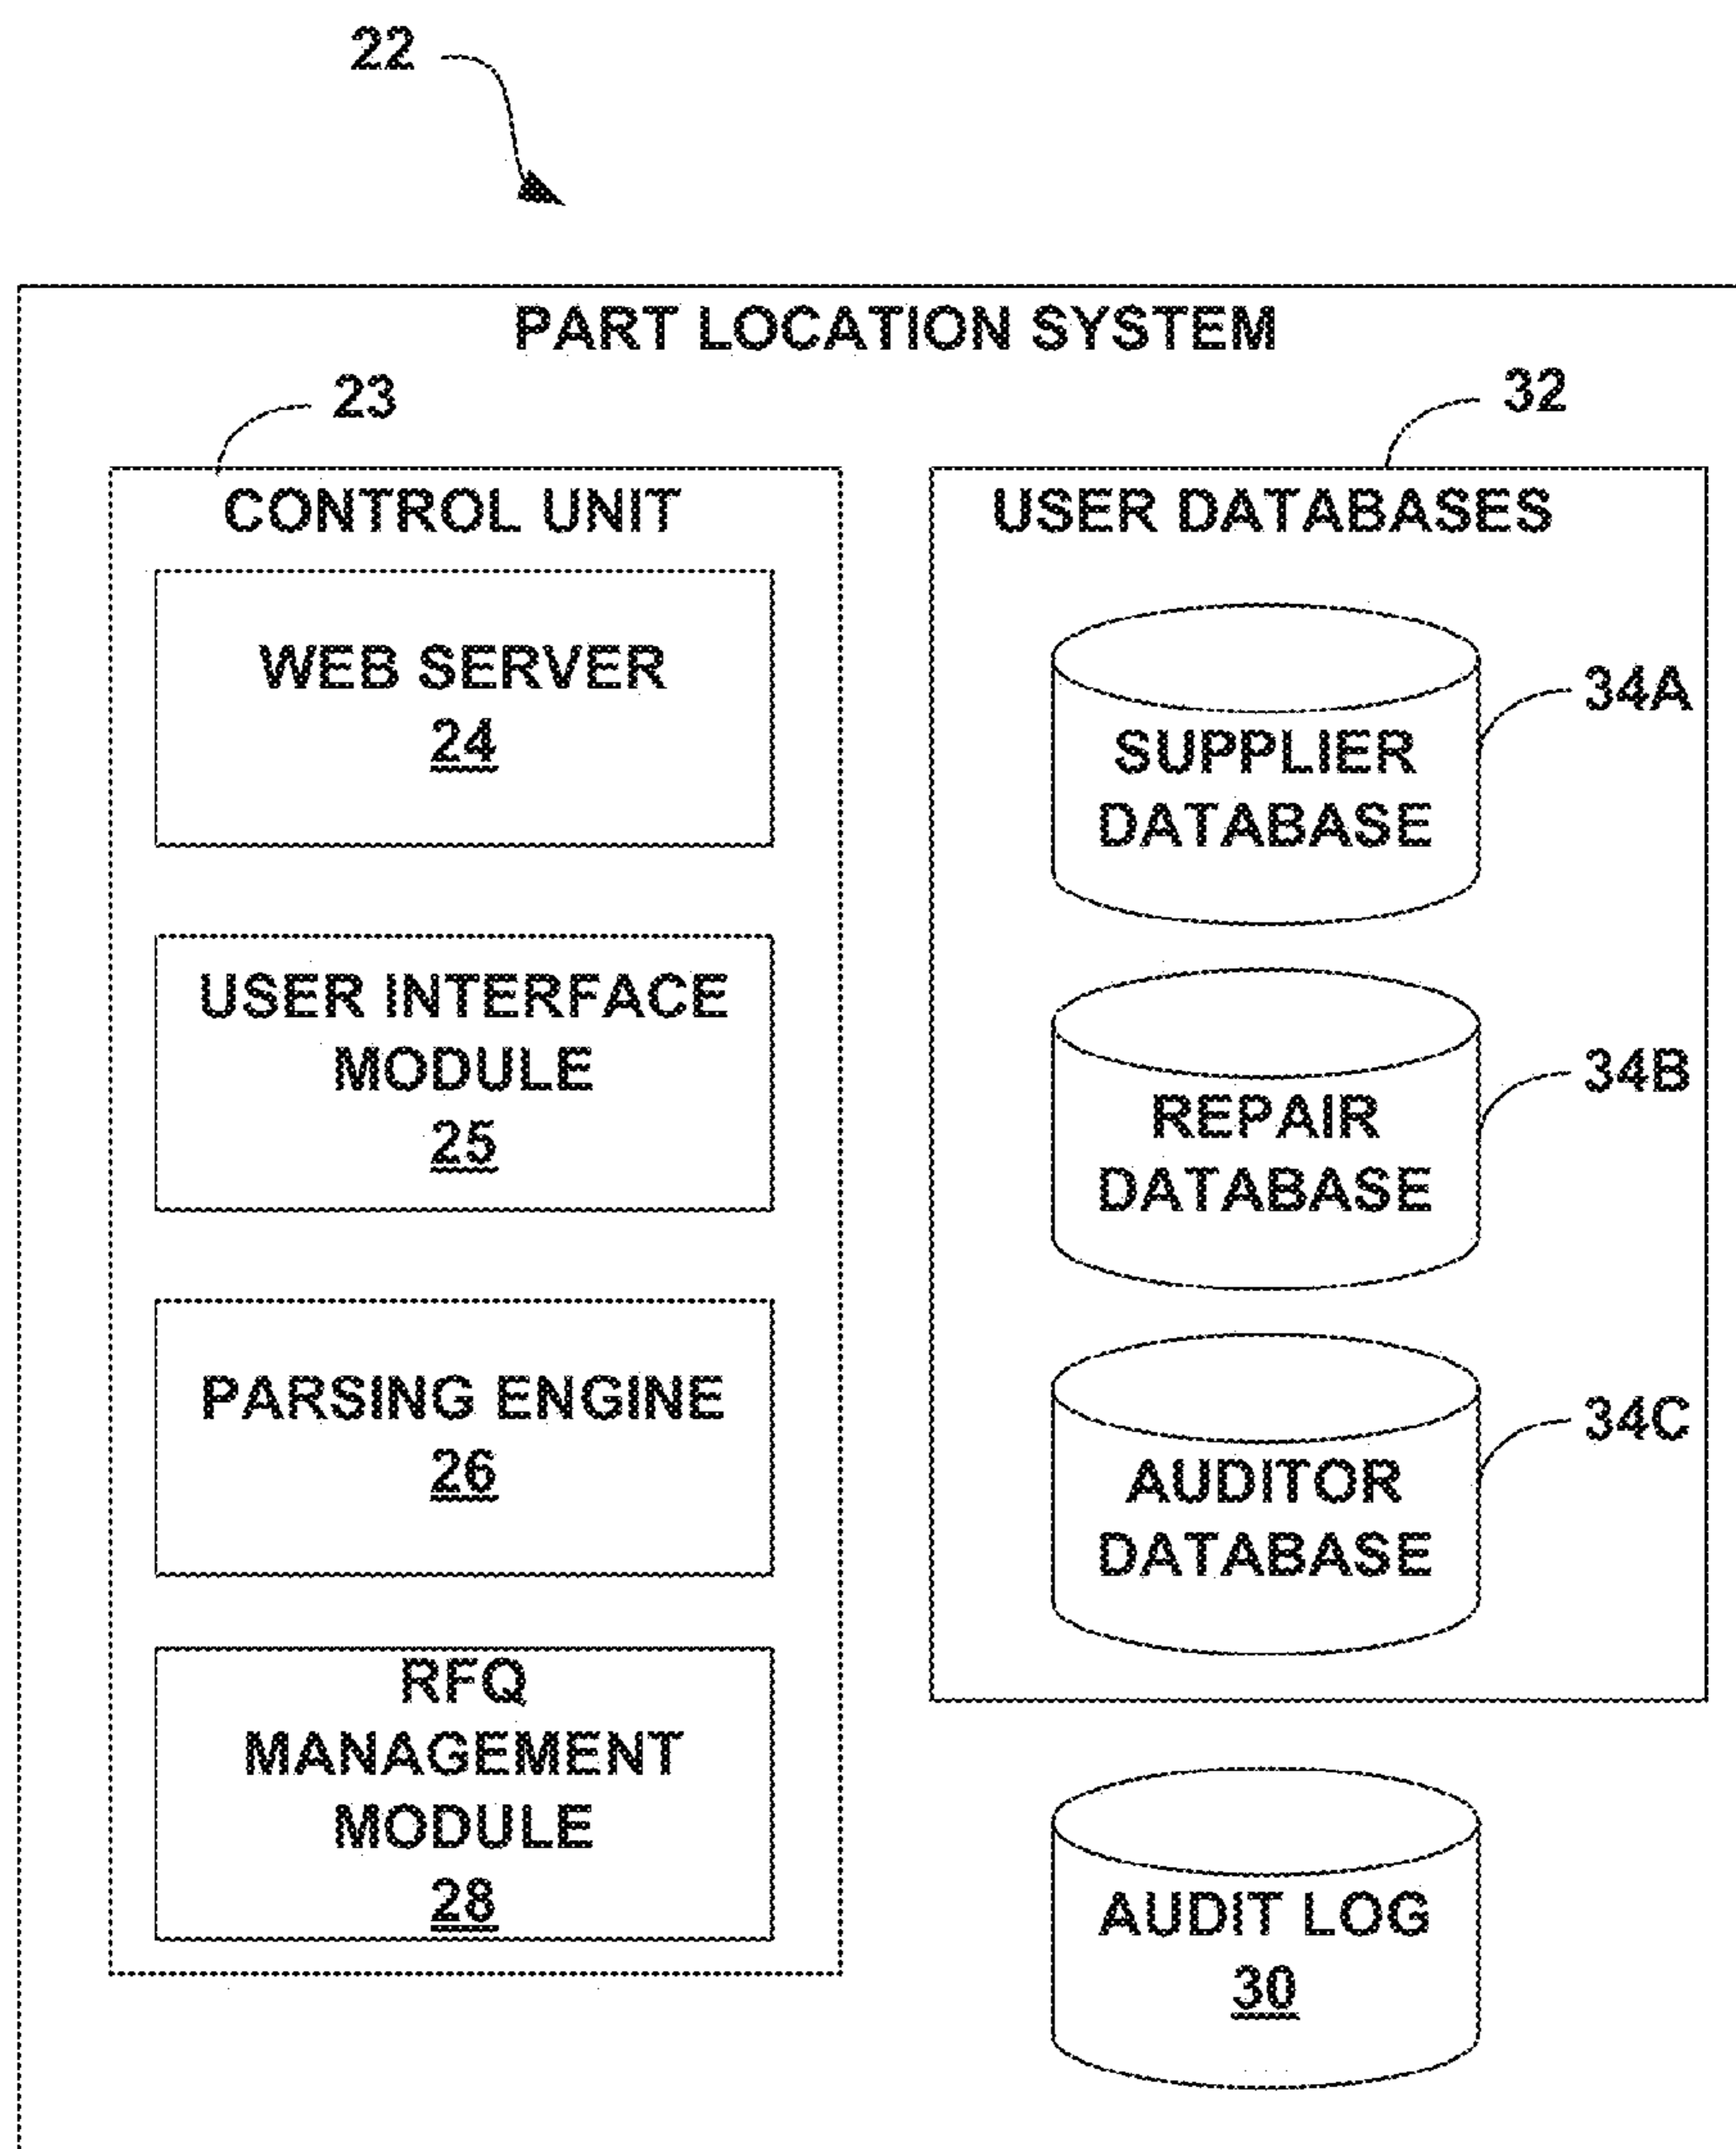 22
PART LOCATION SYSTEM
23
CONTROL UNIT
WEB SERVER
24
USER INTERFACE
MODULE
25
PARSING ENGINE
26
RFQ
MANAGEMENT
MODULE
28
32
USER DATABASES
SUPPLIER
DATABASE
34A
REPAIR
DATABASE
34B
AUDITOR
DATABASE
34C
AUDIT LOG
30